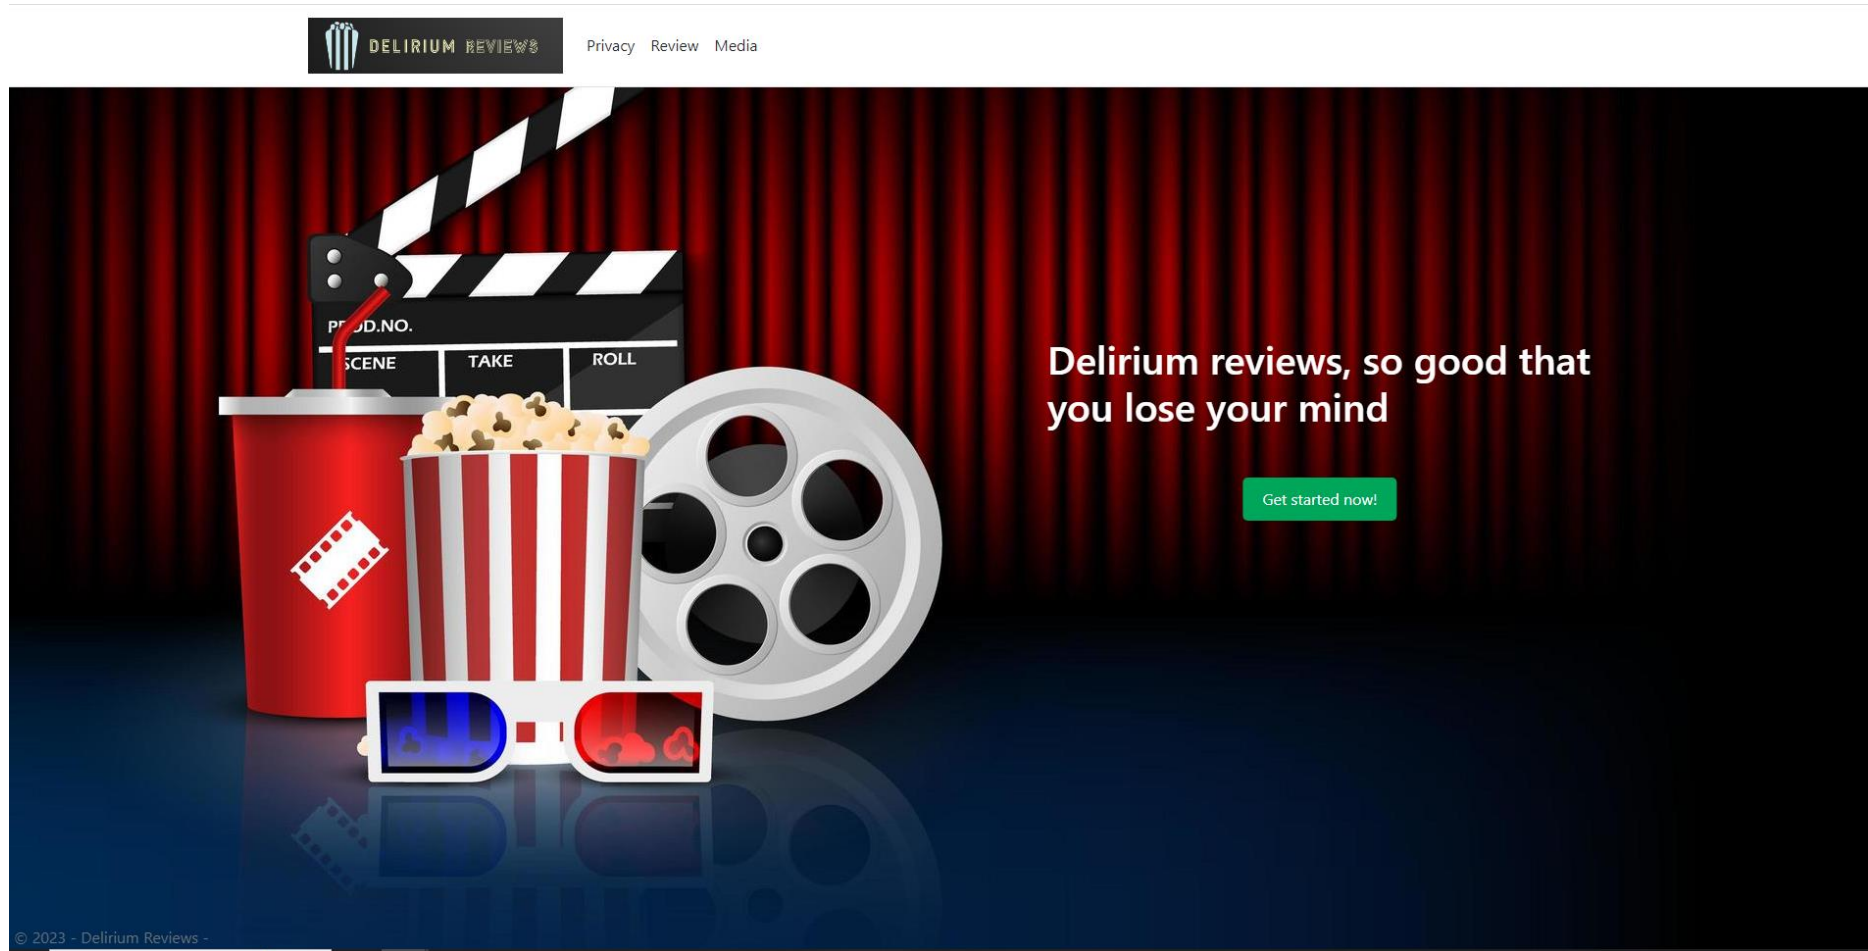 DELIRIUM REVIEWS
Privacy Review Media
PROD.NO.
SCENE TAKE ROLL
Delirium reviews, so good that
you lose your mind
Get started now!
© 2023 - Delirium Reviews -